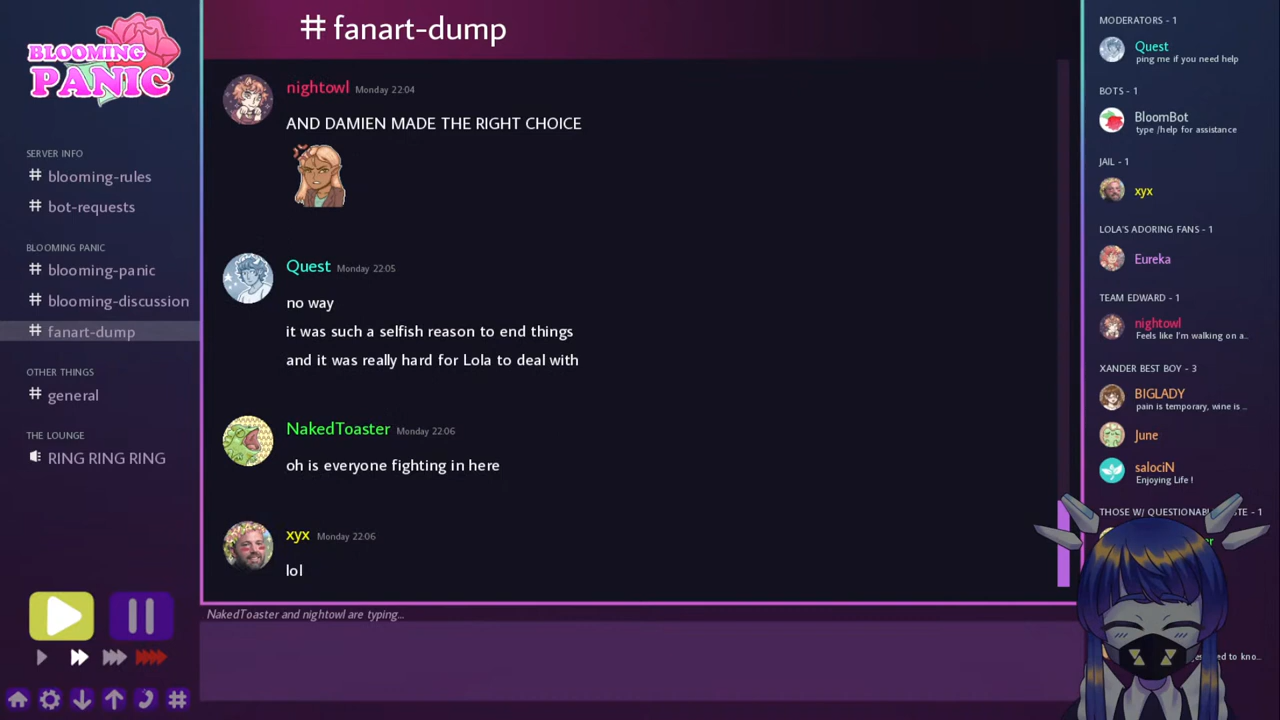 BLOOMING
PANIC
SERVER INFO
# blooming-rules
# bot-requests
BLOOMING PANIC
# blooming-panic
# blooming-discussion
# fanart-dump
OTHER THINGS
# general
THE LOUNGE
RING RING RING
# fanart-dump
nightowl Monday 22:04
AND DAMIEN MADE THE RIGHT CHOICE
Quest Monday 22:05
no way
it was such a selfish reason to end things
and it was really hard for Lola to deal with
NakedToaster Monday 22:06
oh is everyone fighting in here
xyx Monday 22:06
lol
NakedToaster and nightowl are typing...
MODERATORS - 1
Quest
ping me if you need help
BOTS - 1
BloomBot
type /help for assistance
JAIL - 1
xyx
LOLA'S ADORING FANS - 1
Eureka
TEAM EDWARD - 1
nightowl
Feels like I'm walking on a...
XANDER BEST BOY - 3
BIGLADY
pain is temporary, wine is ...
June
salociN
Enjoying Life !
THOSE W/